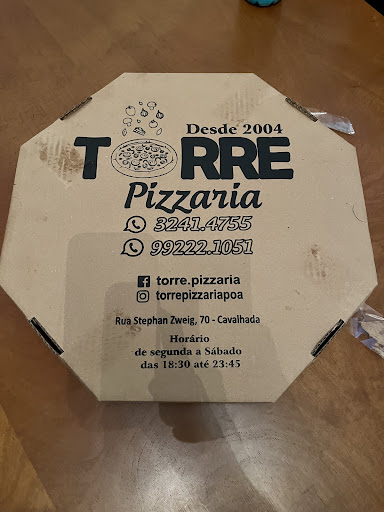 Desde 2004
TORRE
Pizzaria
3241.4755
99222.1051
torre.pizzaria
torrepizzariapoa
Rua Stephan Zweig, 70 - Cavalhada
Horário
de segunda a Sábado
das 18:30 até 23:45